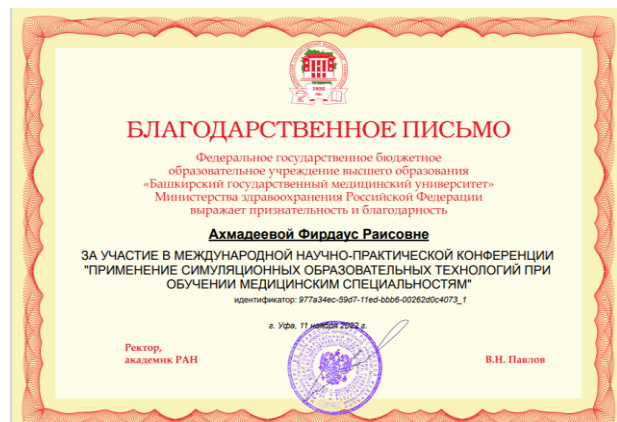 1932
Уфа
БЛАГОДАРСТВЕННОЕ ПИСЬМО
Федеральное государственное бюджетное
образовательное учреждение высшего образования
«Башкирский государственный медицинский университет»
Министерства здравоохранения Российской Федерации
выражает признательность и благодарность
Ахмадеевой Фирдаус Раисовне
ЗА УЧАСТИЕ В МЕЖДУНАРОДНОЙ НАУЧНО-ПРАКТИЧЕСКОЙ КОНФЕРЕНЦИИ
"ПРИМЕНЕНИЕ СИМУЛЯЦИОННЫХ ОБРАЗОВАТЕЛЬНЫХ ТЕХНОЛОГИЙ ПРИ
ОБУЧЕНИИ МЕДИЦИНСКИМ СПЕЦИАЛЬНОСТЯМ"
идентификатор: 977a34ec-59d7-11ed-bbb6-00262d0c4073_1
г. Уфа, 11 ноября 2022 г.
Ректор,
академик РАН
В.Н. Павлов